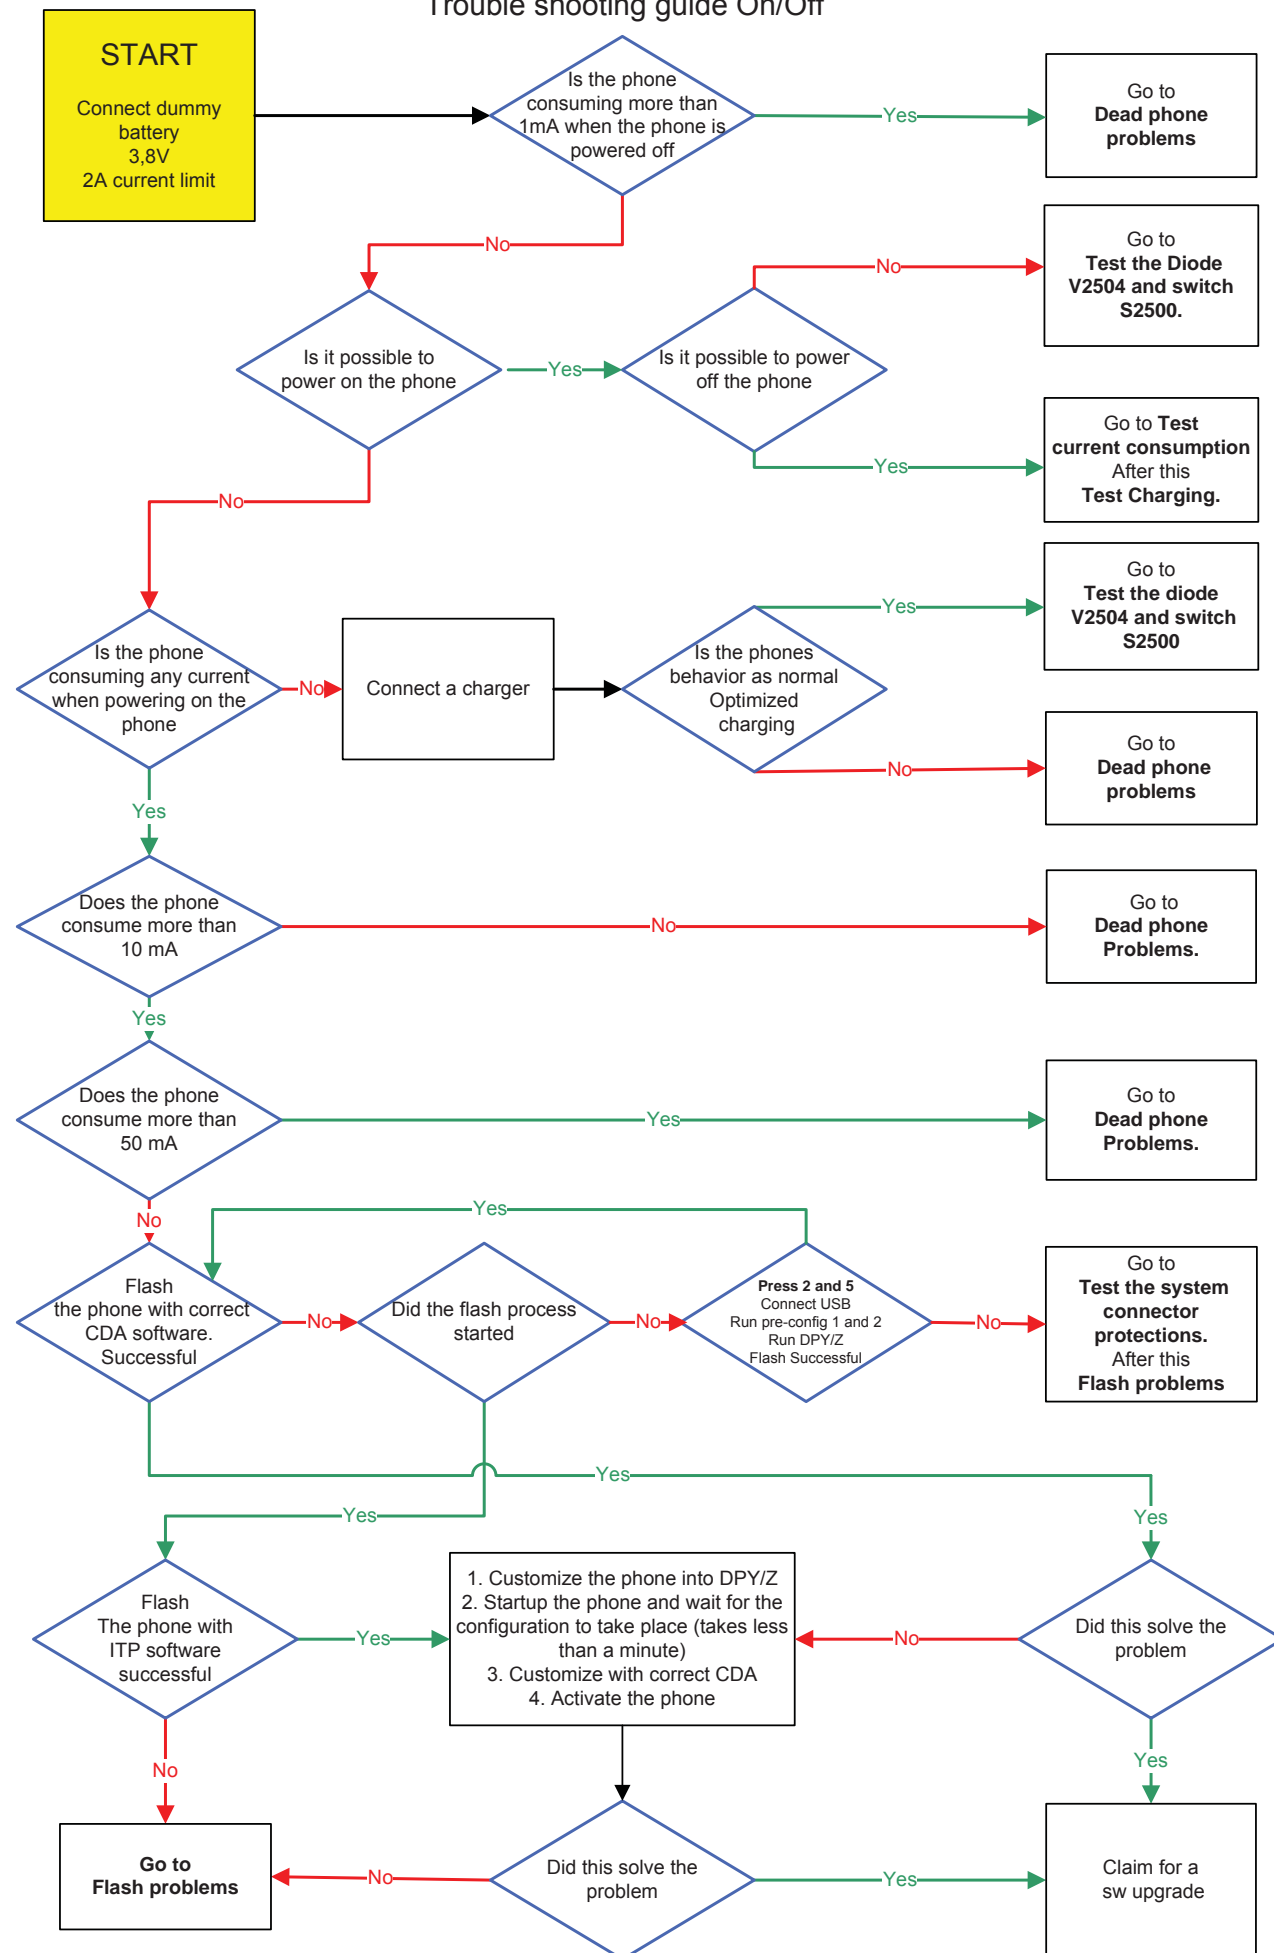 Trouble shooting guide On/Off
START
Connect dummy
battery
3,8V
2A current limit
Is the phone
consuming more than
1mA when the phone is
powered off
Yes
Go to
Dead phone
problems
No
Is it possible to
power on the phone
Yes
Is it possible to power
off the phone
No
Go to
Test the Diode
V2504 and switch
S2500.
Yes
Go to Test
current consumption
After this
Test Charging.
No
Is the phone
consuming any current
when powering on the
phone
No
Connect a charger
Is the phones
behavior as normal
Optimized
charging
Yes
Go to
Test the diode
V2504 and switch
S2500
No
Go to
Dead phone
problems
Yes
Does the phone
consume more than
10 mA
No
Go to
Dead phone
Problems.
Yes
Does the phone
consume more than
50 mA
Yes
Go to
Dead phone
Problems.
No
Yes
Flash
the phone with correct
CDA software.
Successful
No
Did the flash process
started
No
Press 2 and 5
Connect USB
Run pre-config 1 and 2
Run DPY/Z
Flash Successful
No
Go to
Test the system
connector
protections.
After this
Flash problems
Yes
Yes
Yes
Flash
The phone with
ITP software
successful
Yes
1. Customize the phone into DPY/Z
2. Startup the phone and wait for the
configuration to take place (takes less
than a minute)
3. Customize with correct CDA
4. Activate the phone
No
Did this solve the
problem
No
Yes
Go to
Flash problems
No
Did this solve the
problem
Yes
Claim for a
sw upgrade